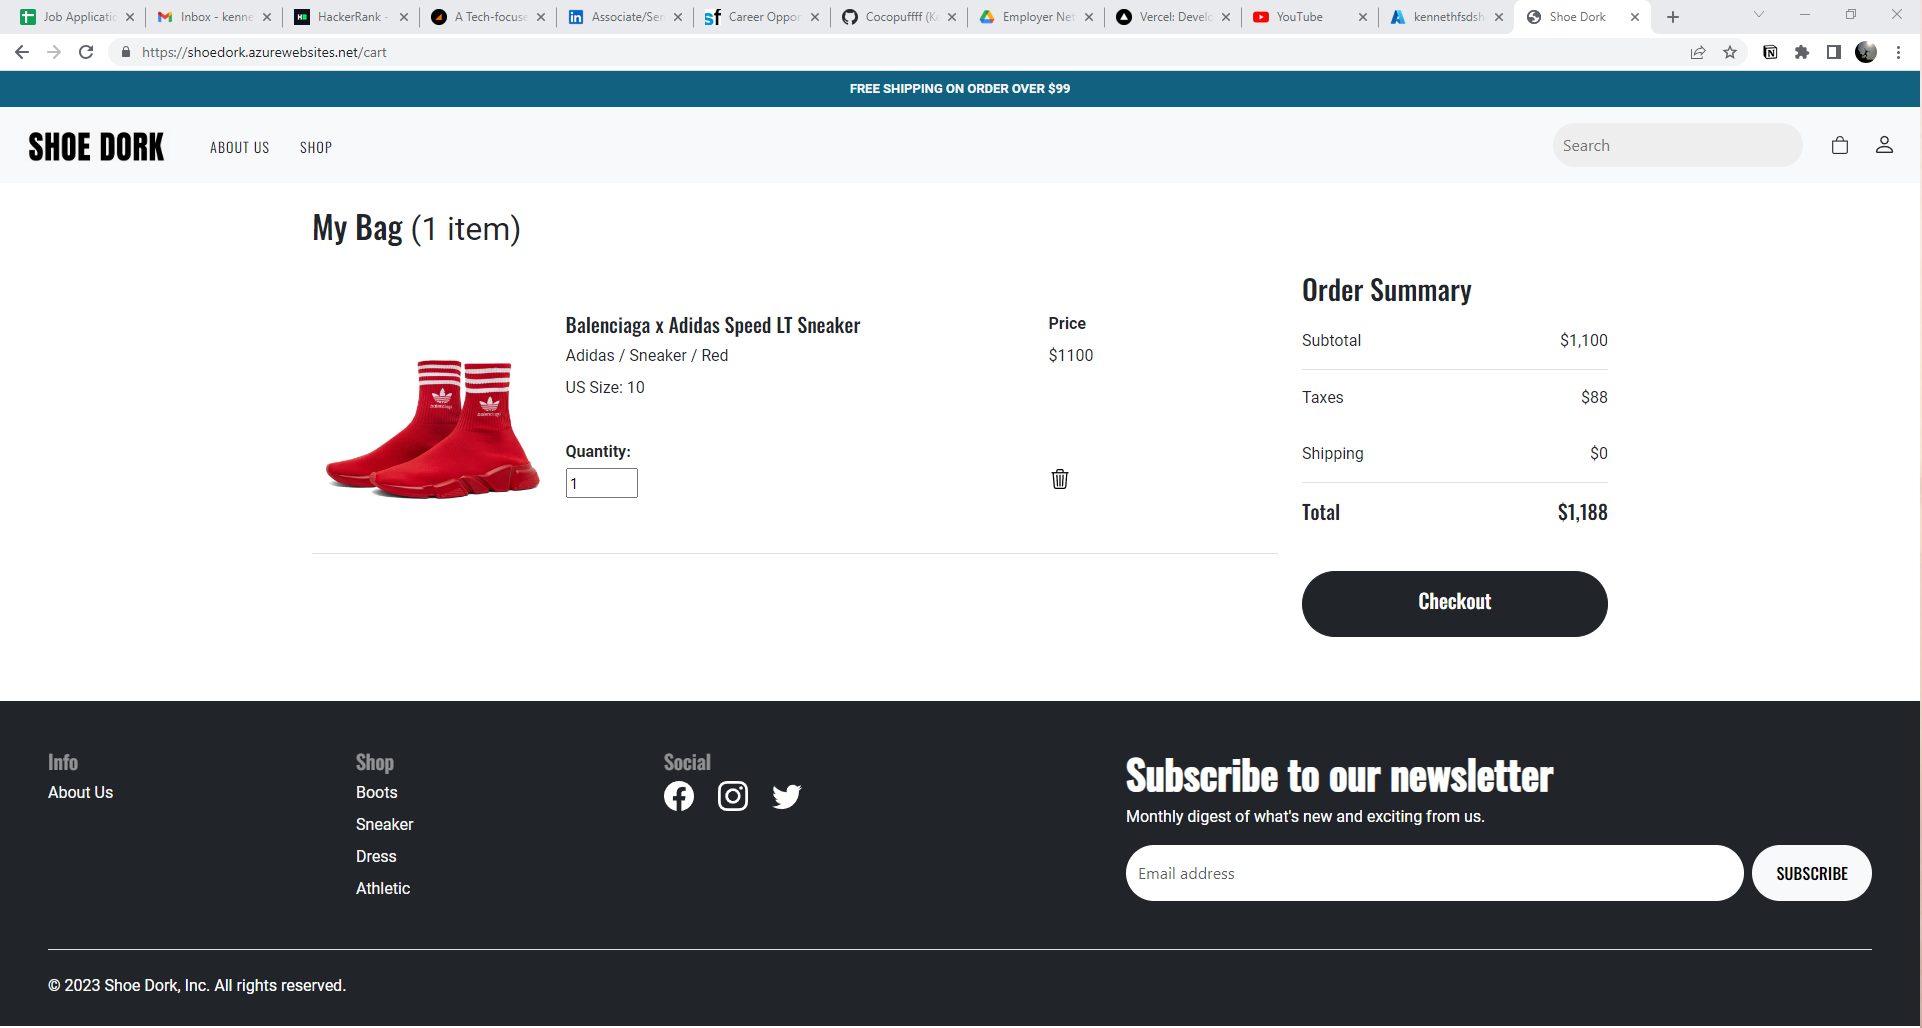 Job Applicatio
Inbox - kenne
HackerRank -
A Tech-focuse
Associate/Sen
Career Oppor
Cocopuffff (Ke
Employer Net
Vercel: Develo
YouTube
kennethfsdsh
Shoe Dork
https://shoedork.azurewebsites.net/cart
FREE SHIPPING ON ORDER OVER $99
SHOE DORK
ABOUT US
SHOP
Search
My Bag (1 item)
Balenciaga x Adidas Speed LT Sneaker
Adidas / Sneaker / Red
US Size: 10
Quantity:
1
Price
$1100
Order Summary
Subtotal $1,100
Taxes $88
Shipping $0
Total $1,188
Checkout
Info
About Us
Shop
Boots
Sneaker
Dress
Athletic
Social
Subscribe to our newsletter
Monthly digest of what's new and exciting from us.
Email address
SUBSCRIBE
© 2023 Shoe Dork, Inc. All rights reserved.